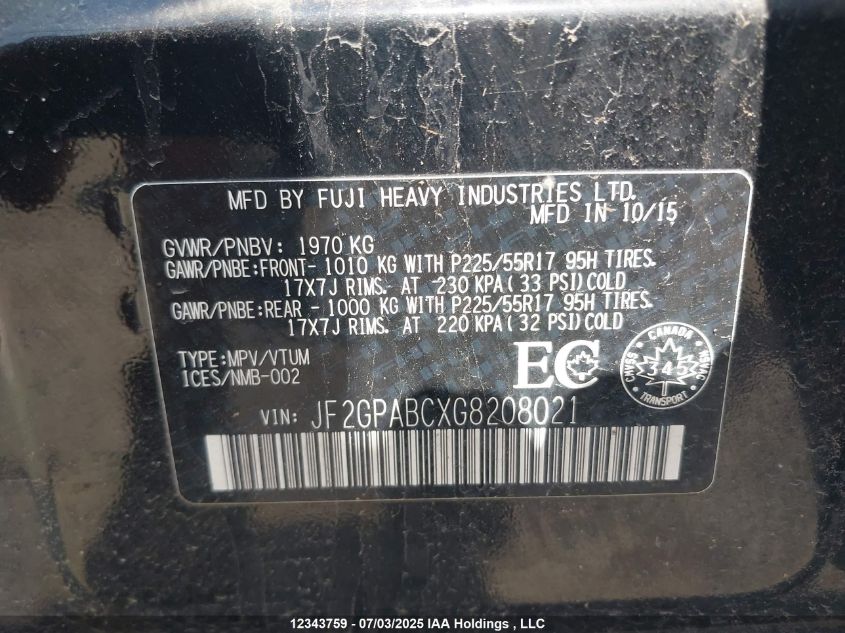 MFD BY FUJI HEAVY INDUSTRIES LTD.
MFD IN 10/15
GVWR/PNBV: 1970 KG
GAWR/PNBE:FRONT- 1010 KG WITH P225/55R17 95H TIRES.
17X7J RIMS. AT 230 KPA(33 PSI)COLD
GAWR/PNBE:REAR - 1000 KG WITH P225/55R17 95H TIRES.
17X7J RIMS. AT 220 KPA(32 PSI)COLD
TYPE:MPV/VTUM
ICES/NMB-002
EC
CANADA
CMVSS 345 NSVAC
TRANSPORT
VIN: JF2GPABCXG8208021
12343759 - 07/03/2025 IAA Holdings , LLC